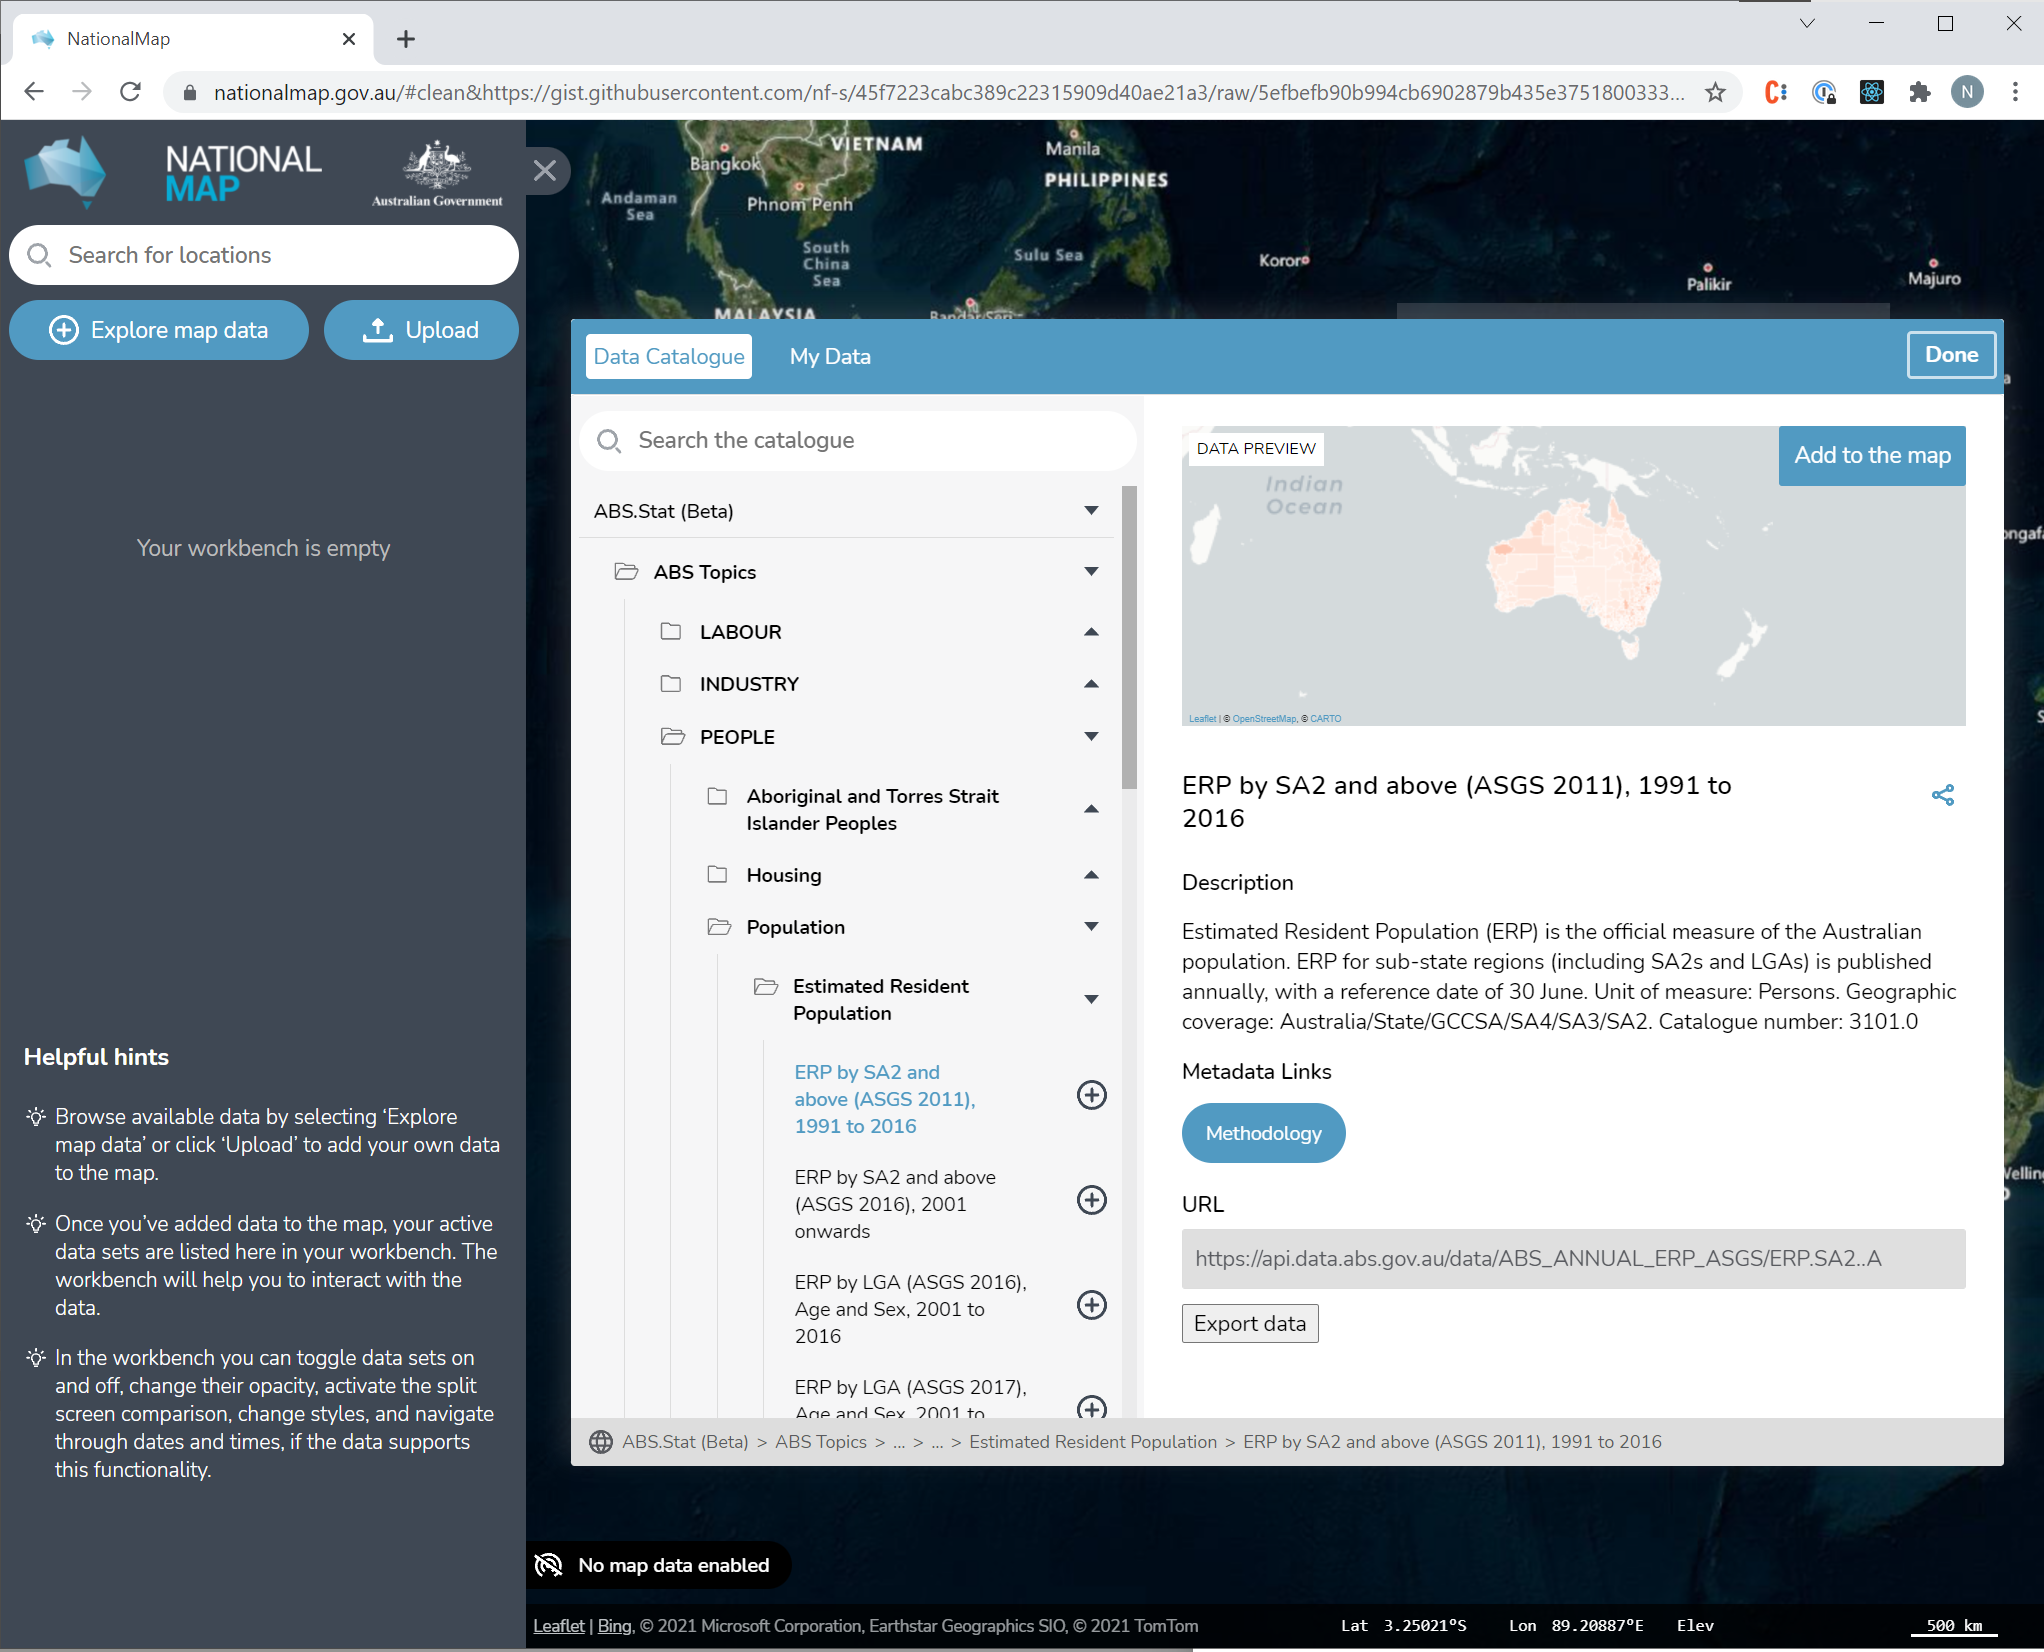 NationalMap
nationalmap.gov.au/#clean&https://gist.githubusercontent.com/nf-s/45f7223cabc389c22315909d40ae21a3/raw/5efbefb90b994cb6902879b435e3751800333...
N
NATIONAL
MAP
Australian Government
Search for locations
Explore map data
Upload
Your workbench is empty
Helpful hints
Browse available data by selecting ‘Explore
map data’ or click ‘Upload’ to add your own data
to the map.
Once you’ve added data to the map, your active
data sets are listed here in your workbench. The
workbench will help you to interact with the
data.
In the workbench you can toggle data sets on
and off, change their opacity, activate the split
screen comparison, change styles, and navigate
through dates and times, if the data supports
this functionality.
VIETNAM
Bangkok
Manila
PHILIPPINES
Andaman
Sea
Phnom Penh
South
China
Sea
Sulu Sea
Koror
Palikir
Majuro
MALAYSIA
Data Catalogue
My Data
Done
Search the catalogue
ABS.Stat (Beta)
ABS Topics
LABOUR
INDUSTRY
PEOPLE
Aboriginal and Torres Strait
Islander Peoples
Housing
Population
Estimated Resident
Population
ERP by SA2 and
above (ASGS 2011),
1991 to 2016
ERP by SA2 and above
(ASGS 2016), 2001
onwards
ERP by LGA (ASGS 2016),
Age and Sex, 2001 to
2016
ERP by LGA (ASGS 2017),
Age and Sex, 2001 to
DATA PREVIEW
Add to the map
Indian
Ocean
Leaflet | © OpenStreetMap, © CARTO
ERP by SA2 and above (ASGS 2011), 1991 to
2016
Description
Estimated Resident Population (ERP) is the official measure of the Australian
population. ERP for sub-state regions (including SA2s and LGAs) is published
annually, with a reference date of 30 June. Unit of measure: Persons. Geographic
coverage: Australia/State/GCCSA/SA4/SA3/SA2. Catalogue number: 3101.0
Metadata Links
Methodology
URL
https://api.data.abs.gov.au/data/ABS_ANNUAL_ERP_ASGS/ERP.SA2..A
Export data
ABS.Stat (Beta) > ABS Topics > ... > ... > Estimated Resident Population > ERP by SA2 and above (ASGS 2011), 1991 to 2016
No map data enabled
Leaflet | Bing, © 2021 Microsoft Corporation, Earthstar Geographics SIO, © 2021 TomTom
Lat 3.25021°S Lon 89.20887°E Elev
500 km